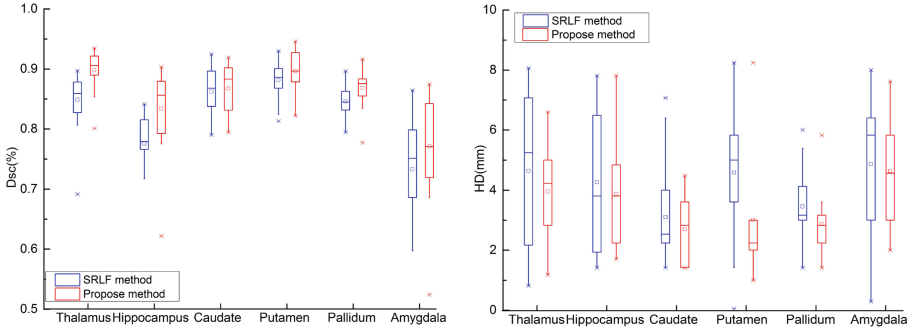 1.0
0.9
0.8
0.7
0.6
0.5
Dsc(%)
SRLF method
Propose method
Thalamus Hippocampus Caudate Putamen Pallidum Amygdala
10
8
6
4
2
0
HD(mm)
SRLF method
Propose method
Thalamus Hippocampus Caudate Putamen Pallidum Amygdala